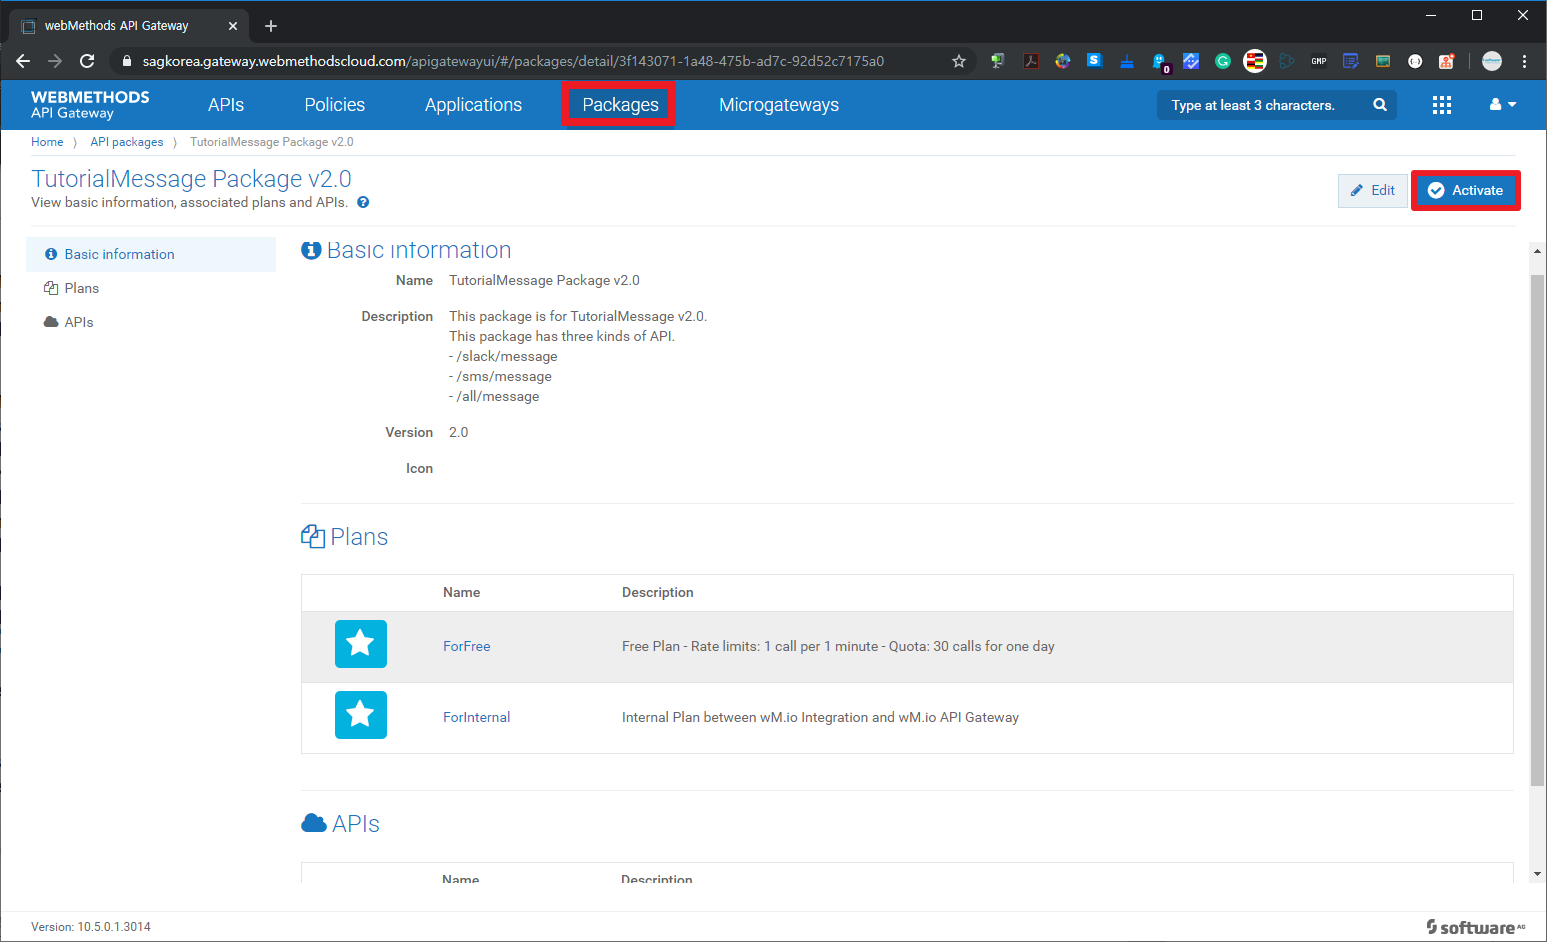 webMethods API Gateway
sagkorea.gateway.webmethodscloud.com/apigatewayui/#/packages/detail/3f143071-1a48-475b-ad7c-92d52c7175a0
S
0
G
GMP
WEBMETHODS
API Gateway
APIs
Policies
Applications
Packages
Microgateways
Type at least 3 characters.
Home
API packages
TutorialMessage Package v2.0
TutorialMessage Package v2.0
View basic information, associated plans and APIs.
Edit
Activate
Basic information
Plans
APIs
Basic information
Name TutorialMessage Package v2.0
Description This package is for TutorialMessage v2.0.
This package has three kinds of API.
- /slack/message
- /sms/message
- /all/message
Version 2.0
Icon
Plans
Name Description
ForFree Free Plan - Rate limits: 1 call per 1 minute - Quota: 30 calls for one day
ForInternal Internal Plan between wM.io Integration and wM.io API Gateway
APIs
Name Description
Version: 10.5.0.1.3014
software AG